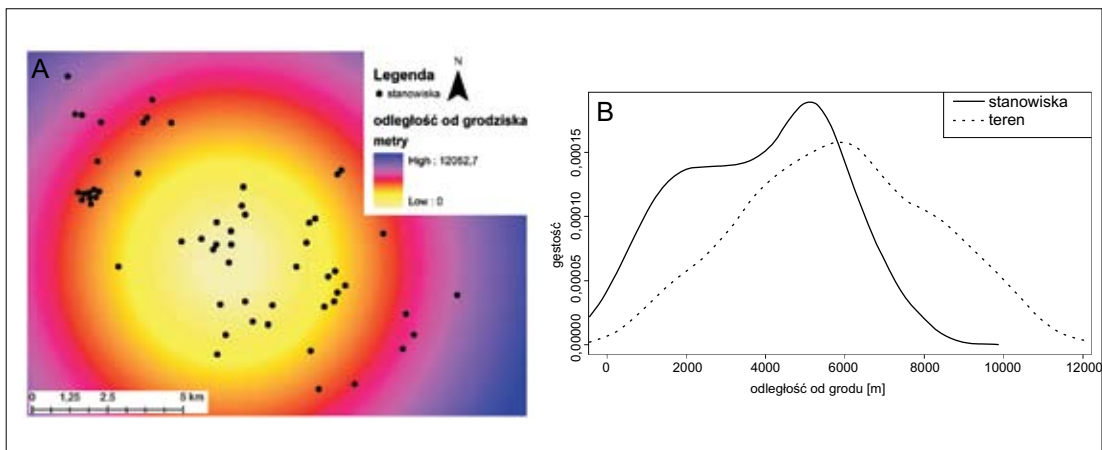 A
N
Legenda
stanowiska
odległość od grodziska
metry
High : 12052,7
Low : 0
0 1,25 2,5 5 km
B
stanowiska
teren
gęstość
0,00015
0,00010
0,00005
0,00000
0 2000 4000 6000 8000 10000 12000
odległość od grodu [m]